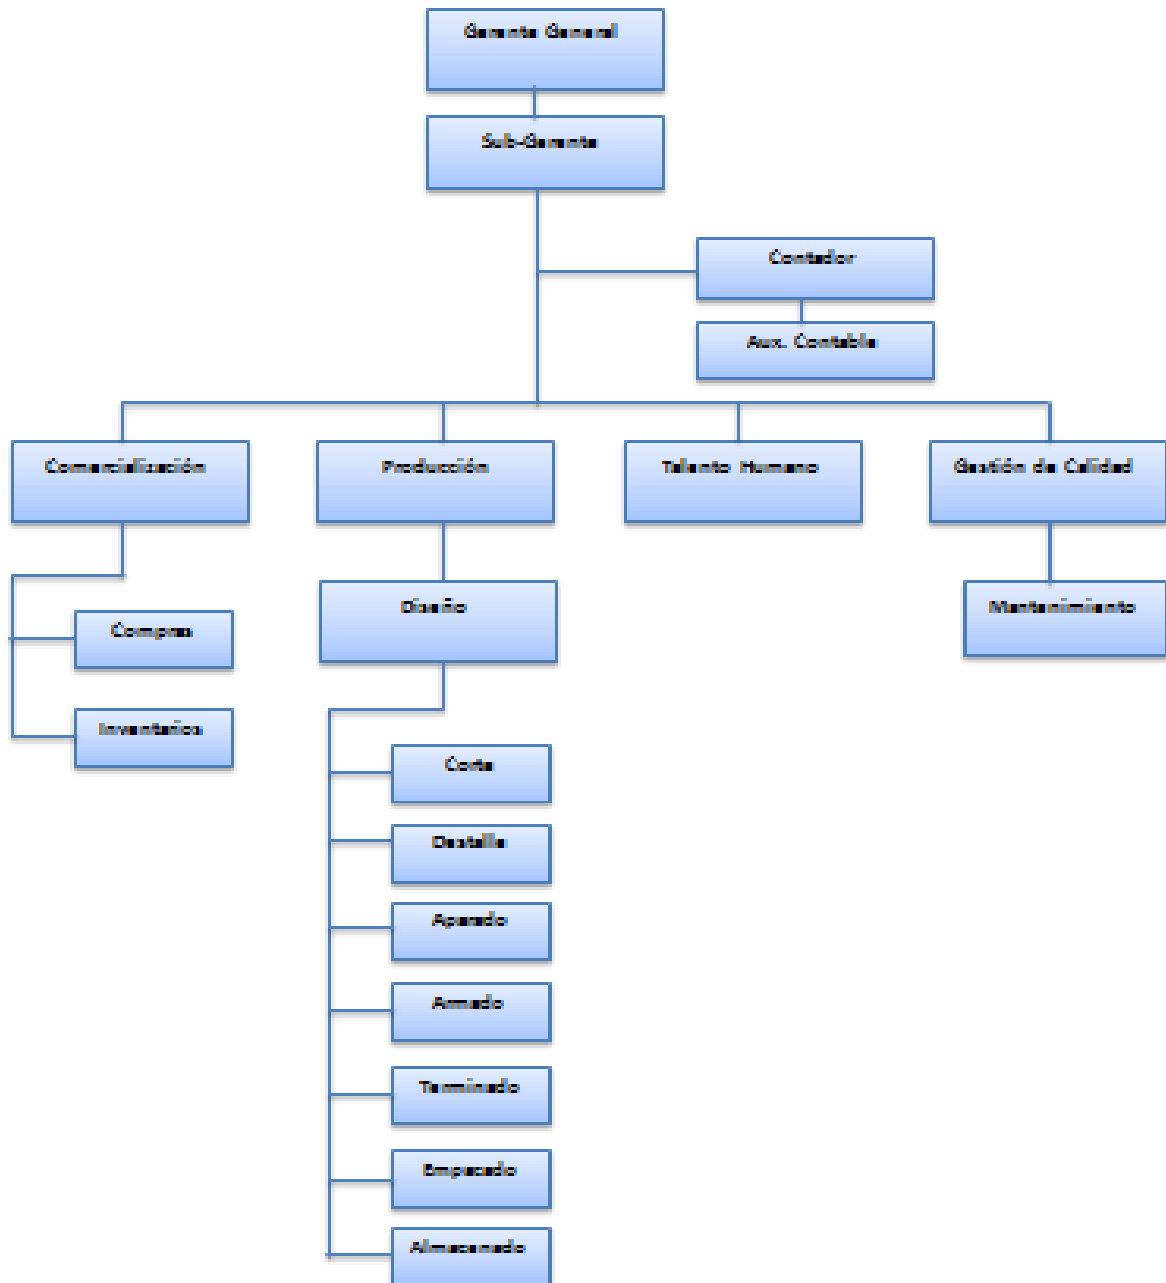 Gerente General
Sub-Gerente
Contador
Aux. Contable
Comercialización
Producción
Talento Humano
Gestión de Calidad
Diseño
Mantenimiento
Compras
Inventarios
Corte
Destalle
Aparado
Armado
Terminado
Empacado
Almacenado